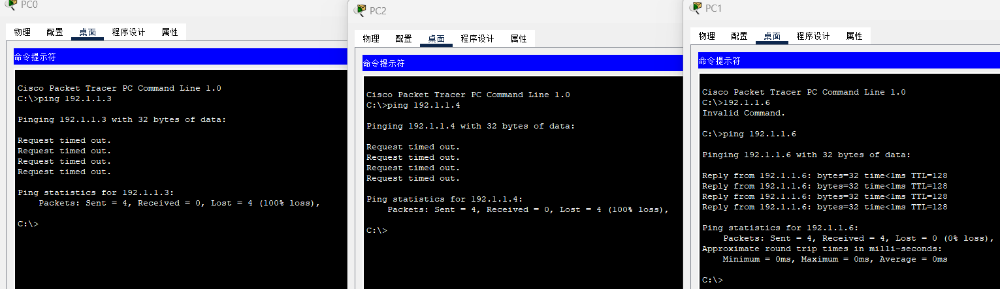 PC0
物理 配置 桌面 程序设计 属性
命令提示符
Cisco Packet Tracer PC Command Line 1.0
C:\>ping 192.1.1.3
Pinging 192.1.1.3 with 32 bytes of data:
Request timed out.
Request timed out.
Request timed out.
Request timed out.
Ping statistics for 192.1.1.3:
Packets: Sent = 4, Received = 0, Lost = 4 (100% loss),
C:\>
PC2
物理 配置 桌面 程序设计 属性
命令提示符
Cisco Packet Tracer PC Command Line 1.0
C:\>ping 192.1.1.4
Pinging 192.1.1.4 with 32 bytes of data:
Request timed out.
Request timed out.
Request timed out.
Request timed out.
Ping statistics for 192.1.1.4:
Packets: Sent = 4, Received = 0, Lost = 4 (100% loss),
C:\>
PC1
物理 配置 桌面 程序设计 属性
命令提示符
Cisco Packet Tracer PC Command Line 1.0
C:\>192.1.1.6
Invalid Command.
C:\>ping 192.1.1.6
Pinging 192.1.1.6 with 32 bytes of data:
Reply from 192.1.1.6: bytes=32 time<1ms TTL=128
Reply from 192.1.1.6: bytes=32 time<1ms TTL=128
Reply from 192.1.1.6: bytes=32 time<1ms TTL=128
Reply from 192.1.1.6: bytes=32 time<1ms TTL=128
Ping statistics for 192.1.1.6:
Packets: Sent = 4, Received = 4, Lost = 0 (0% loss),
Approximate round trip times in milli-seconds:
Minimum = 0ms, Maximum = 0ms, Average = 0ms
C:\>